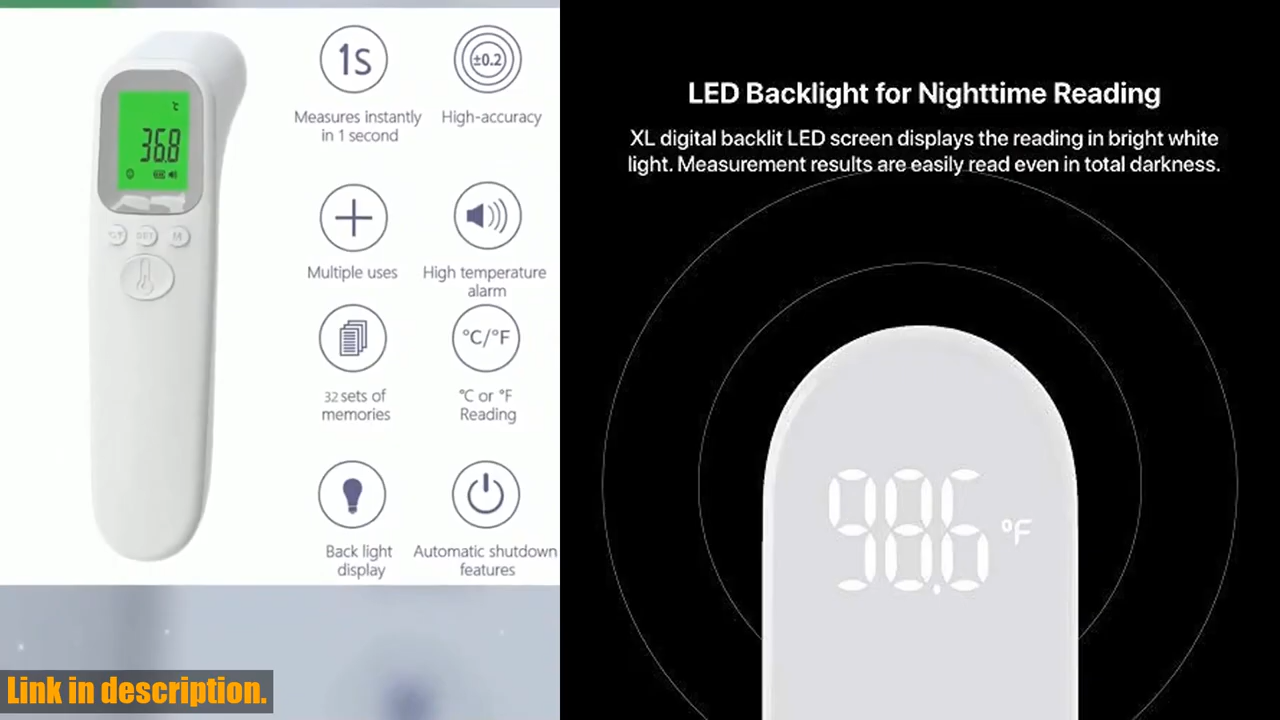 ℃
36.8
℃/℉
SET
M
1S
Measures instantly
in 1 second
±0.2
High-accuracy
Multiple uses
High temperature
alarm
32 sets of
memories
°C/°F
°C or °F
Reading
Back light
display
Automatic shutdown
features
Link in description.
LED Backlight for Nighttime Reading
XL digital backlit LED screen displays the reading in bright white
light. Measurement results are easily read even in total darkness.
98.6 °F